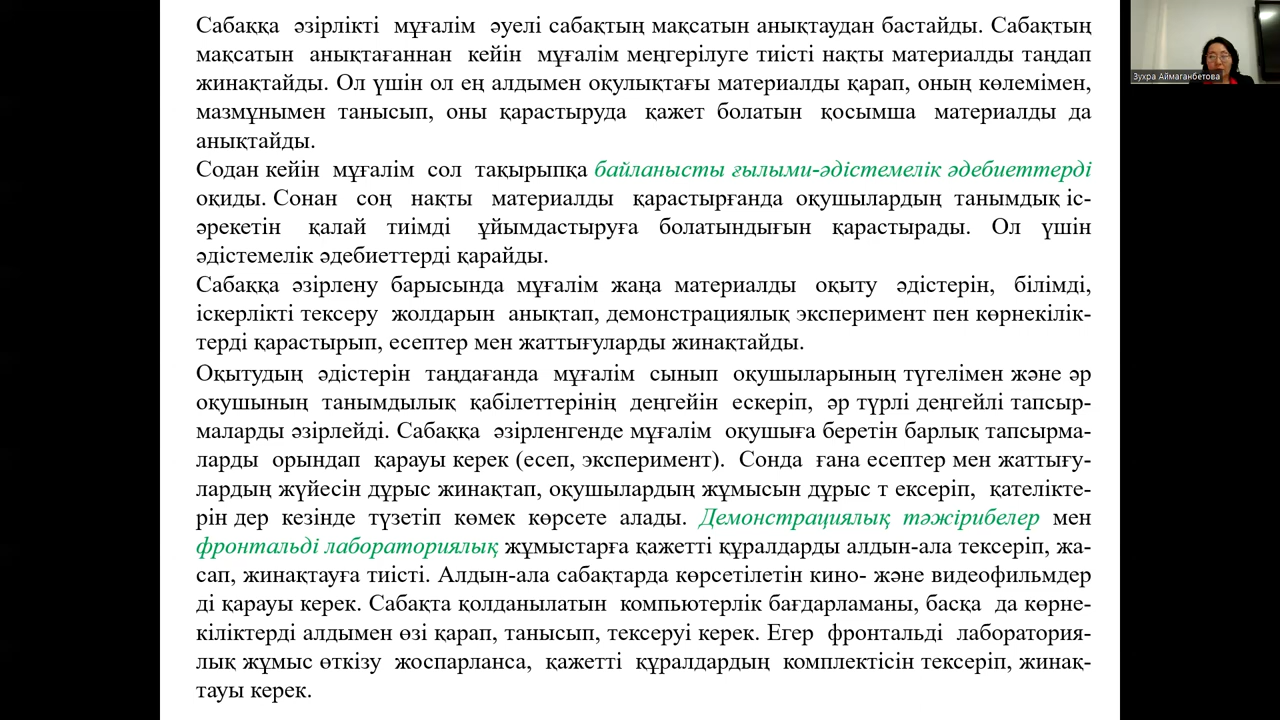 Сабаққа әзірлікті мұғалім әуелі сабақтың мақсатын анықтаудан бастайды. Сабақтың
мақсатын анықтағаннан кейін мұғалім меңгерілуге тиісті нақты материалды таңдап
жинақтайды. Ол үшін ол ең алдымен оқулықтағы материалды қарап, оның көлемімен,
мазмұнымен танысып, оны қарастыруда қажет болатын қосымша материалды да
анықтайды.
Содан кейін мұғалім сол тақырыпқа байланысты ғылыми-әдістемелік әдебиеттерді
оқиды. Сонан соң нақты материалды қарастырғанда оқушылардың танымдық іс-
әрекетін қалай тиімді ұйымдастыруға болатындығын қарастырады. Ол үшін
әдістемелік әдебиеттерді қарайды.
Сабаққа әзірлену барысында мұғалім жаңа материалды оқыту әдістерін, білімді,
іскерлікті тексеру жолдарын анықтап, демонстрациялық эксперимент пен көрнекілік-
терді қарастырып, есептер мен жаттығуларды жинақтайды.
Оқытудың әдістерін таңдағанда мұғалім сынып оқушыларының түгелімен және әр
оқушының танымдылық қабілеттерінің деңгейін ескеріп, әр түрлі деңгейлі тапсыр-
маларды әзірлейді. Сабаққа әзірленгенде мұғалім оқушыға беретін барлық тапсырма-
ларды орындап қарауы керек (есеп, эксперимент). Сонда ғана есептер мен жаттығу-
лардың жүйесін дұрыс жинақтап, оқушылардың жұмысын дұрыс т ексеріп, қателікте-
рін дер кезінде түзетіп көмек көрсете алады. Демонстрациялық тәжірибелер мен
фронтальді лабораториялық жұмыстарға қажетті құралдарды алдын-ала тексеріп, жа-
сап, жинақтауға тиісті. Алдын-ала сабақтарда көрсетілетін кино- және видеофильмдер
ді қарауы керек. Сабақта қолданылатын компьютерлік бағдарламаны, басқа да көрне-
кіліктерді алдымен өзі қарап, танысып, тексеруі керек. Егер фронтальді лаборатория-
лық жұмыс өткізу жоспарланса, қажетті құралдардың комплектісін тексеріп, жинақ-
тауы керек.
Зухра Аймаганбетова